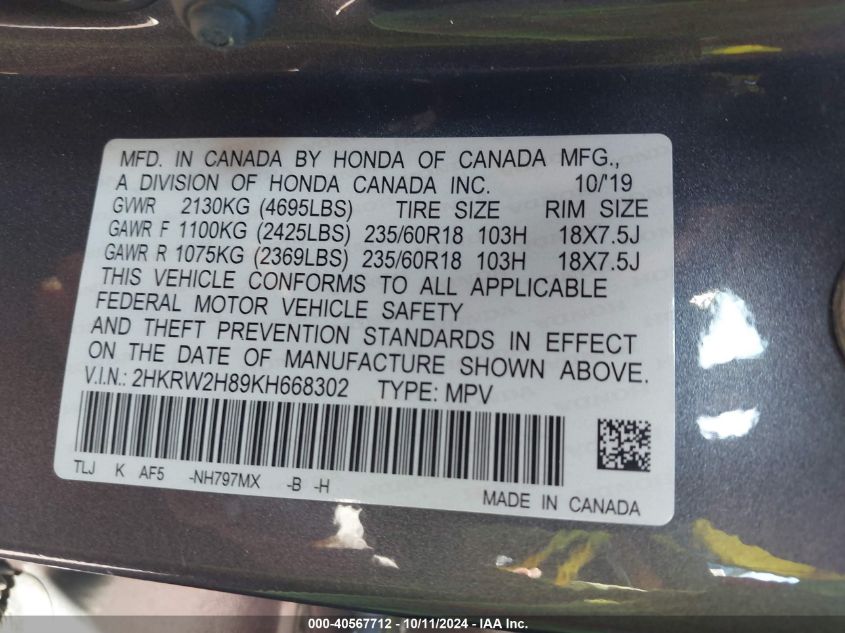 MFD. IN CANADA BY HONDA OF CANADA MFG.,
A DIVISION OF HONDA CANADA INC. 10/'19
GVWR 2130KG (4695LBS) TIRE SIZE RIM SIZE
GAWR F 1100KG (2425LBS) 235/60R18 103H 18X7.5J
GAWR R 1075KG (2369LBS) 235/60R18 103H 18X7.5J
THIS VEHICLE CONFORMS TO ALL APPLICABLE
FEDERAL MOTOR VEHICLE SAFETY
AND THEFT PREVENTION STANDARDS IN EFFECT
ON THE DATE OF MANUFACTURE SHOWN ABOVE.
V.I.N.: 2HKRW2H89KH668302 TYPE: MPV
TLJ K AF5 -NH797MX -B -H
MADE IN CANADA
000-40567712 - 10/11/2024 - IAA Inc.